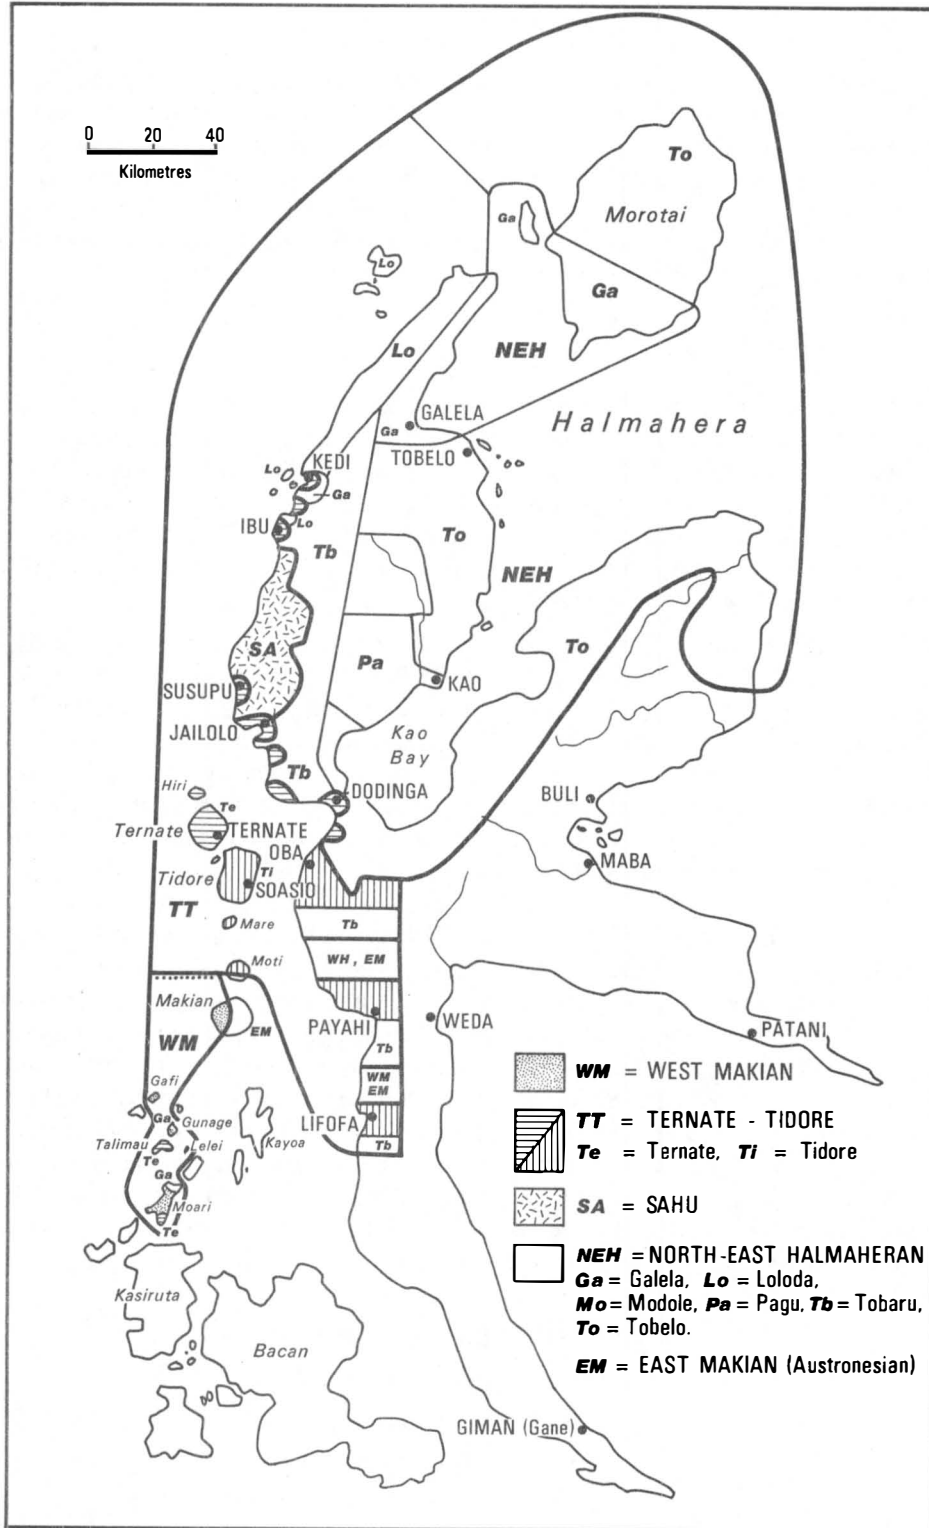 0 20 40
Kilometres
To
Morotai
Ga
Ga
Lo
Lo
NEH
Halmahera
GALELA
Ga
TOBELO
Lo
KEDI
Ga
IBU
Lo
Tb
To
NEH
To
SA
Pa
SUSUPU
KAO
JAILOLO
Kao
Bay
Tb
DODINGA
BULI
Hiri
Te
Ternate
TERNATE
OBA
MABA
Tidore
Ti
SOASIO
TT
Mare
Tb
Moti
WH, EM
Makian
EM
PAYAHI
WEDA
PATANI
WM
Tb
Gafi
WM
EM
Ga
Gunage
LIFOFA
Talimau
Kayoa
Te
Lelei
Tb
Ga
Moari
Te
Kasiruta
Bacan
GIMAN (Gane)
WM = WEST MAKIAN
TT = TERNATE - TIDORE
Te = Ternate, Ti = Tidore
SA = SAHU
NEH = NORTH-EAST HALMAHERAN
Ga = Galela, Lo = Loloda,
Mo = Modole, Pa = Pagu, Tb = Tobaru,
To = Tobelo.
EM = EAST MAKIAN (Austronesian)